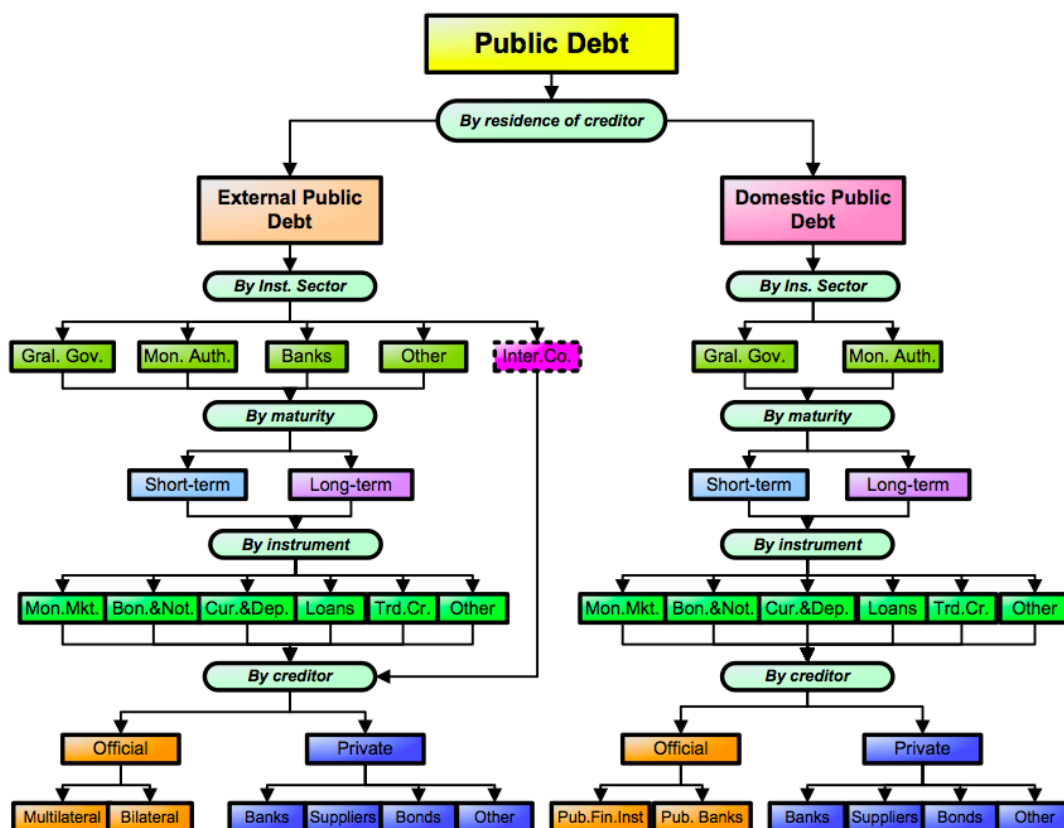 Public Debt
By residence of creditor
External Public
Debt
Domestic Public
Debt
By Inst. Sector
By Ins. Sector
Gral. Gov.
Mon. Auth.
Banks
Other
Inter.Co.
Gral. Gov.
Mon. Auth.
By maturity
By maturity
Short-term
Long-term
Short-term
Long-term
By instrument
By instrument
Mon.Mkt.
Bon.&Not.
Cur.&Dep.
Loans
Trd.Cr.
Other
Mon.Mkt.
Bon.&Not.
Cur.&Dep.
Loans
Trd.Cr.
Other
By creditor
By creditor
Official
Private
Official
Private
Multilateral
Bilateral
Banks
Suppliers
Bonds
Other
Pub.Fin.Inst
Pub. Banks
Banks
Suppliers
Bonds
Other